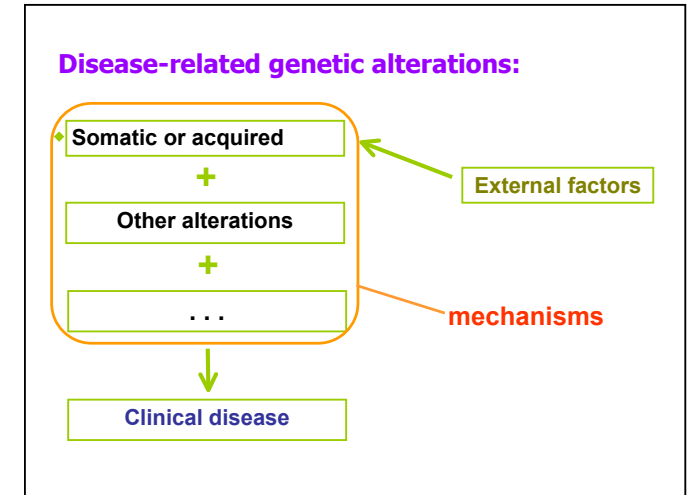 Disease-related genetic alterations:
Somatic or acquired
+
External factors
Other alterations
+
. . .
mechanisms
Clinical disease